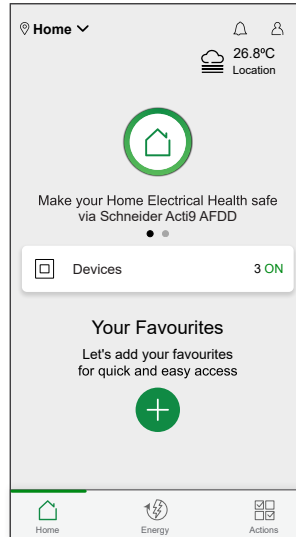 Home
26.8ºC
Location
Make your Home Electrical Health safe
via Schneider Acti9 AFDD
Devices 3 ON
Your Favourites
Let's add your favourites
for quick and easy access
Home Energy Actions